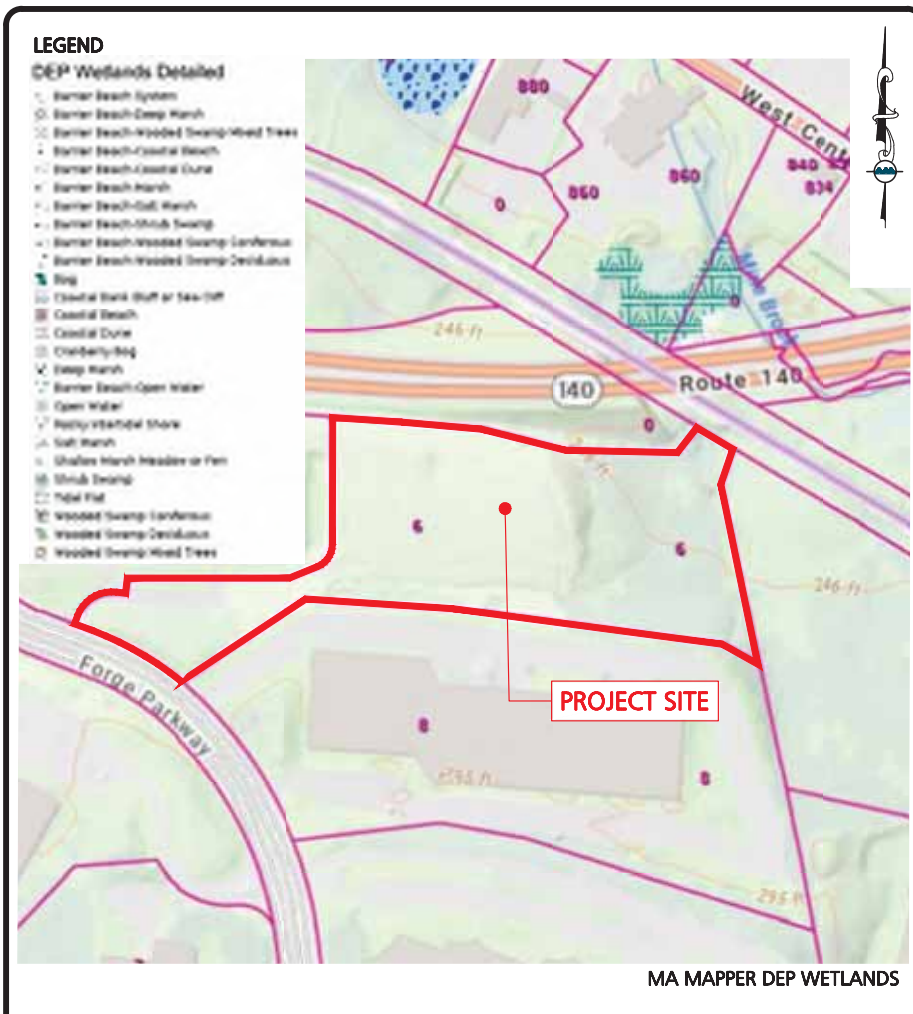 LEGEND
DEP Wetlands Detailed
Barrier Beach System
Barrier Beach-Deep Marsh
Barrier Beach-Wooded Swamp Mixed Trees
Barrier Beach-Coastal Beach
Barrier Beach-Coastal Dune
Barrier Beach-Marsh
Barrier Beach-Salt Marsh
Barrier Beach-Shrub Swamp
Barrier Beach-Wooded Swamp Coniferous
Barrier Beach-Wooded Swamp Deciduous
Bog
Coastal Bank Bluff or Sea Cliff
Coastal Beach
Coastal Dune
Cranberry Bog
Deep Marsh
Barrier Beach-Open Water
Open Water
Rocky Intertidal Shore
Salt Marsh
Shallow Marsh Meadow or Fen
Shrub Swamp
Tidal Flat
Wooded Swamp Coniferous
Wooded Swamp Deciduous
Wooded Swamp Mixed Trees
880
West Cent
840
834
860
860
0
Mine Brook
0
246 ft
140
Route 140
0
6
6
246 ft
PROJECT SITE
Forge Parkway
8
295 ft
8
295 ft
MA MAPPER DEP WETLANDS